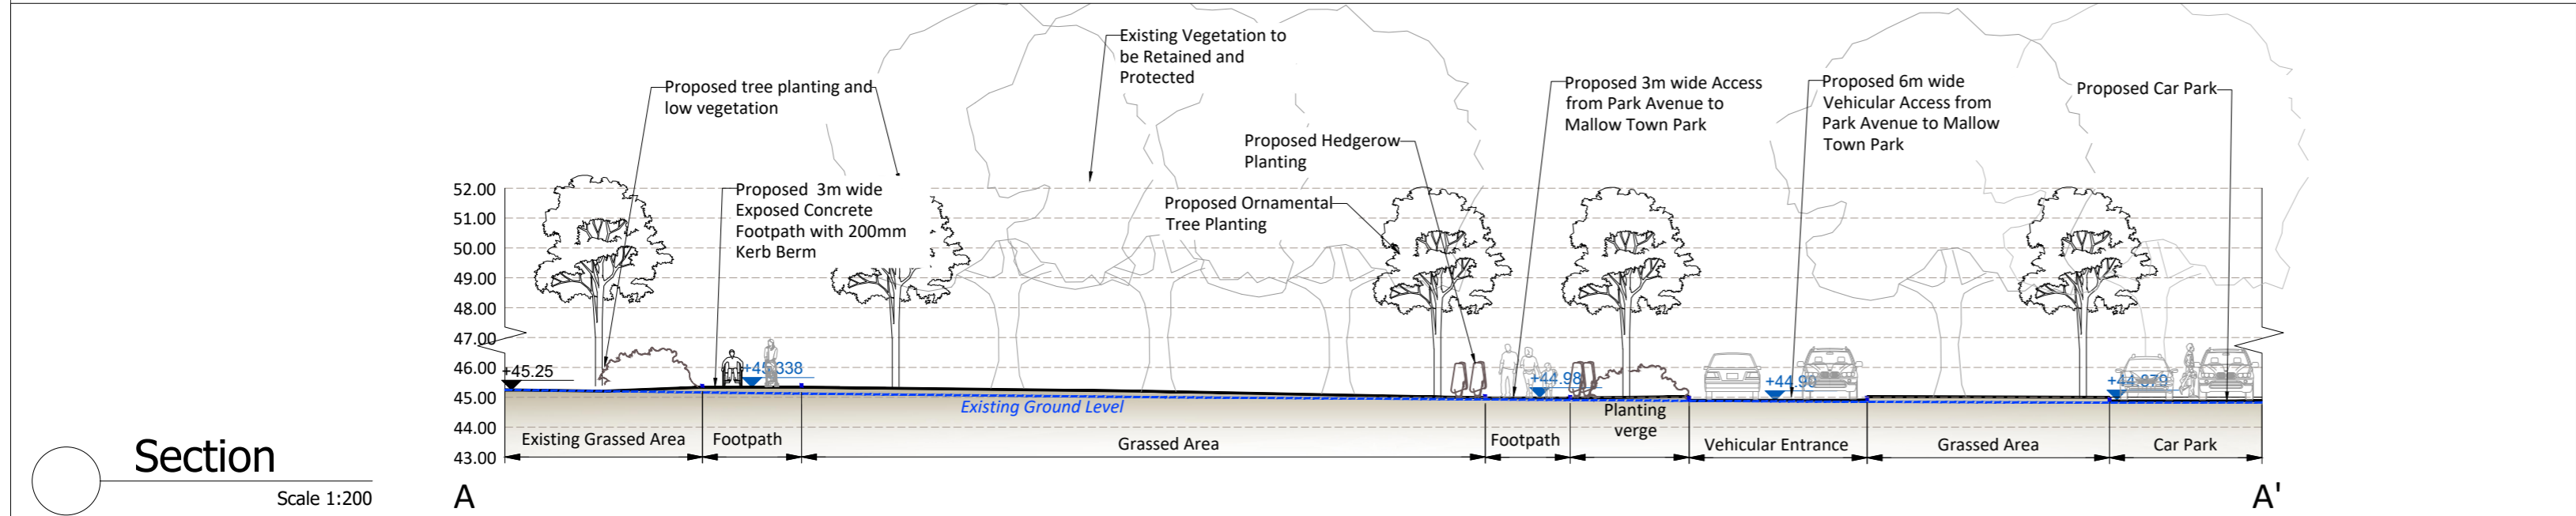 Existing Vegetation to
be Retained and
Protected
Proposed tree planting and
low vegetation
Proposed 3m wide Access
from Park Avenue to
Mallow Town Park
Proposed 6m wide
Vehicular Access from
Park Avenue to Mallow
Town Park
Proposed Car Park
Proposed Hedgerow
Planting
Proposed 3m wide
Exposed Concrete
Footpath with 200mm
Kerb Berm
Proposed Ornamental
Tree Planting
52.00
51.00
50.00
49.00
48.00
47.00
46.00
45.00
44.00
43.00
+45.25
+45.338
+44.98
+44.90
+44.879
Existing Ground Level
Existing Grassed Area
Footpath
Grassed Area
Footpath
Planting
verge
Vehicular Entrance
Grassed Area
Car Park
Section
Scale 1:200
A
A'